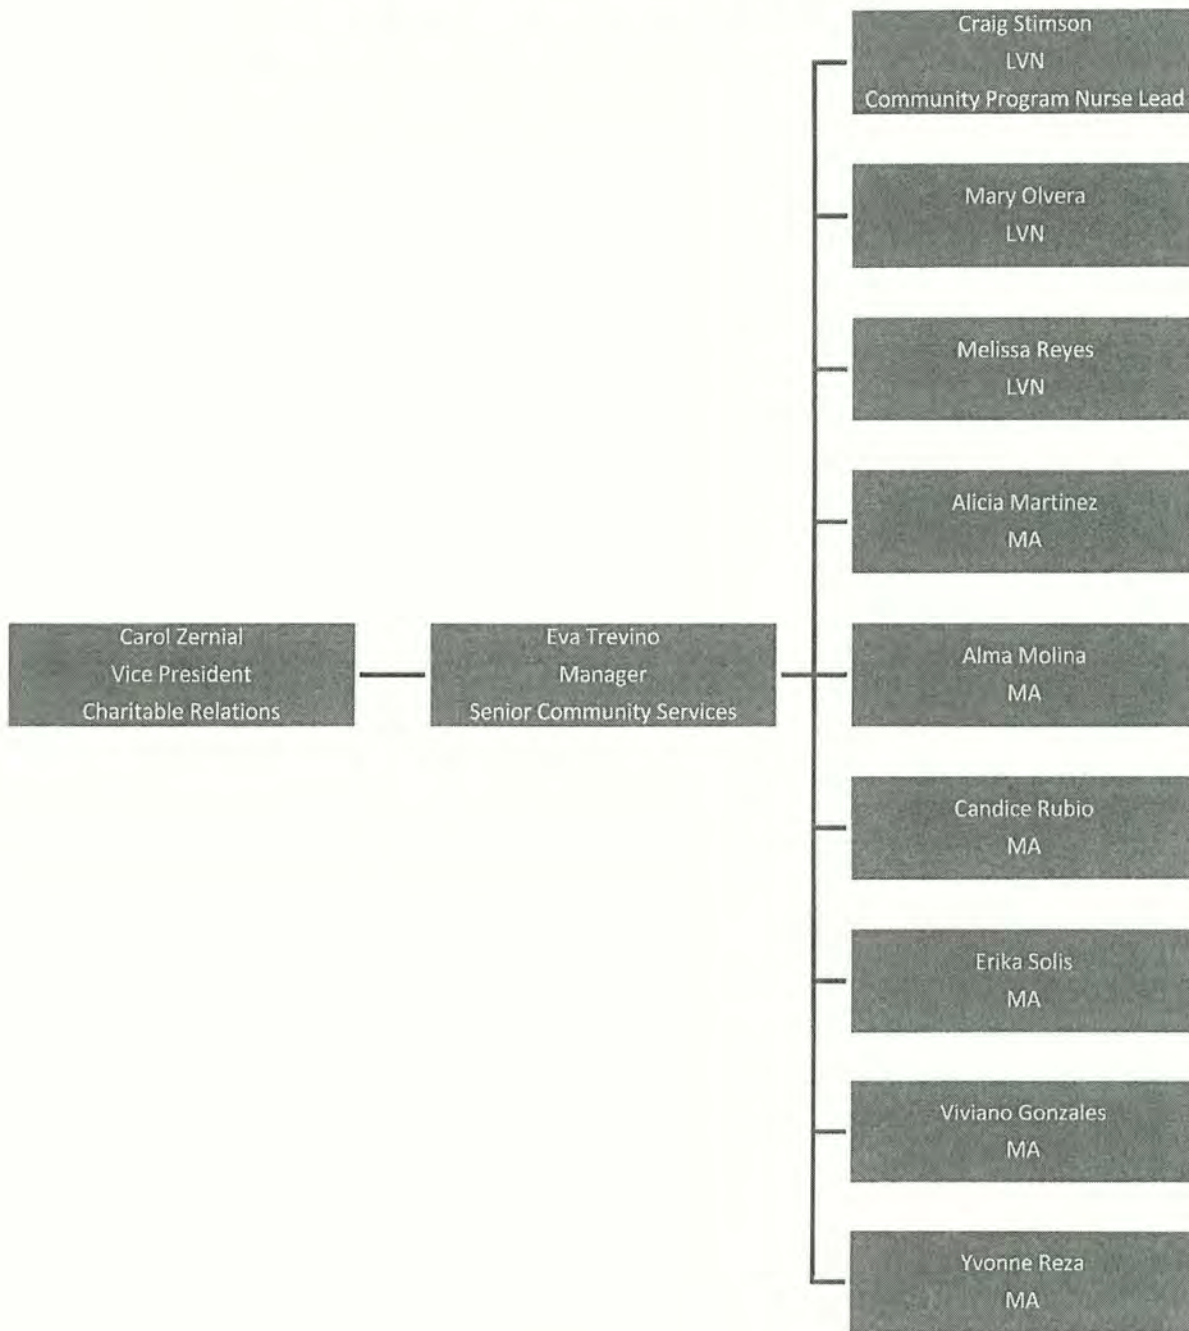 Craig Stimson
LVN
Community Program Nurse Lead
Mary Olvera
LVN
Melissa Reyes
LVN
Alicia Martinez
MA
Carol Zernial
Vice President
Charitable Relations
Eva Trevino
Manager
Senior Community Services
Alma Molina
MA
Candice Rubio
MA
Erika Solis
MA
Viviano Gonzales
MA
Yvonne Reza
MA